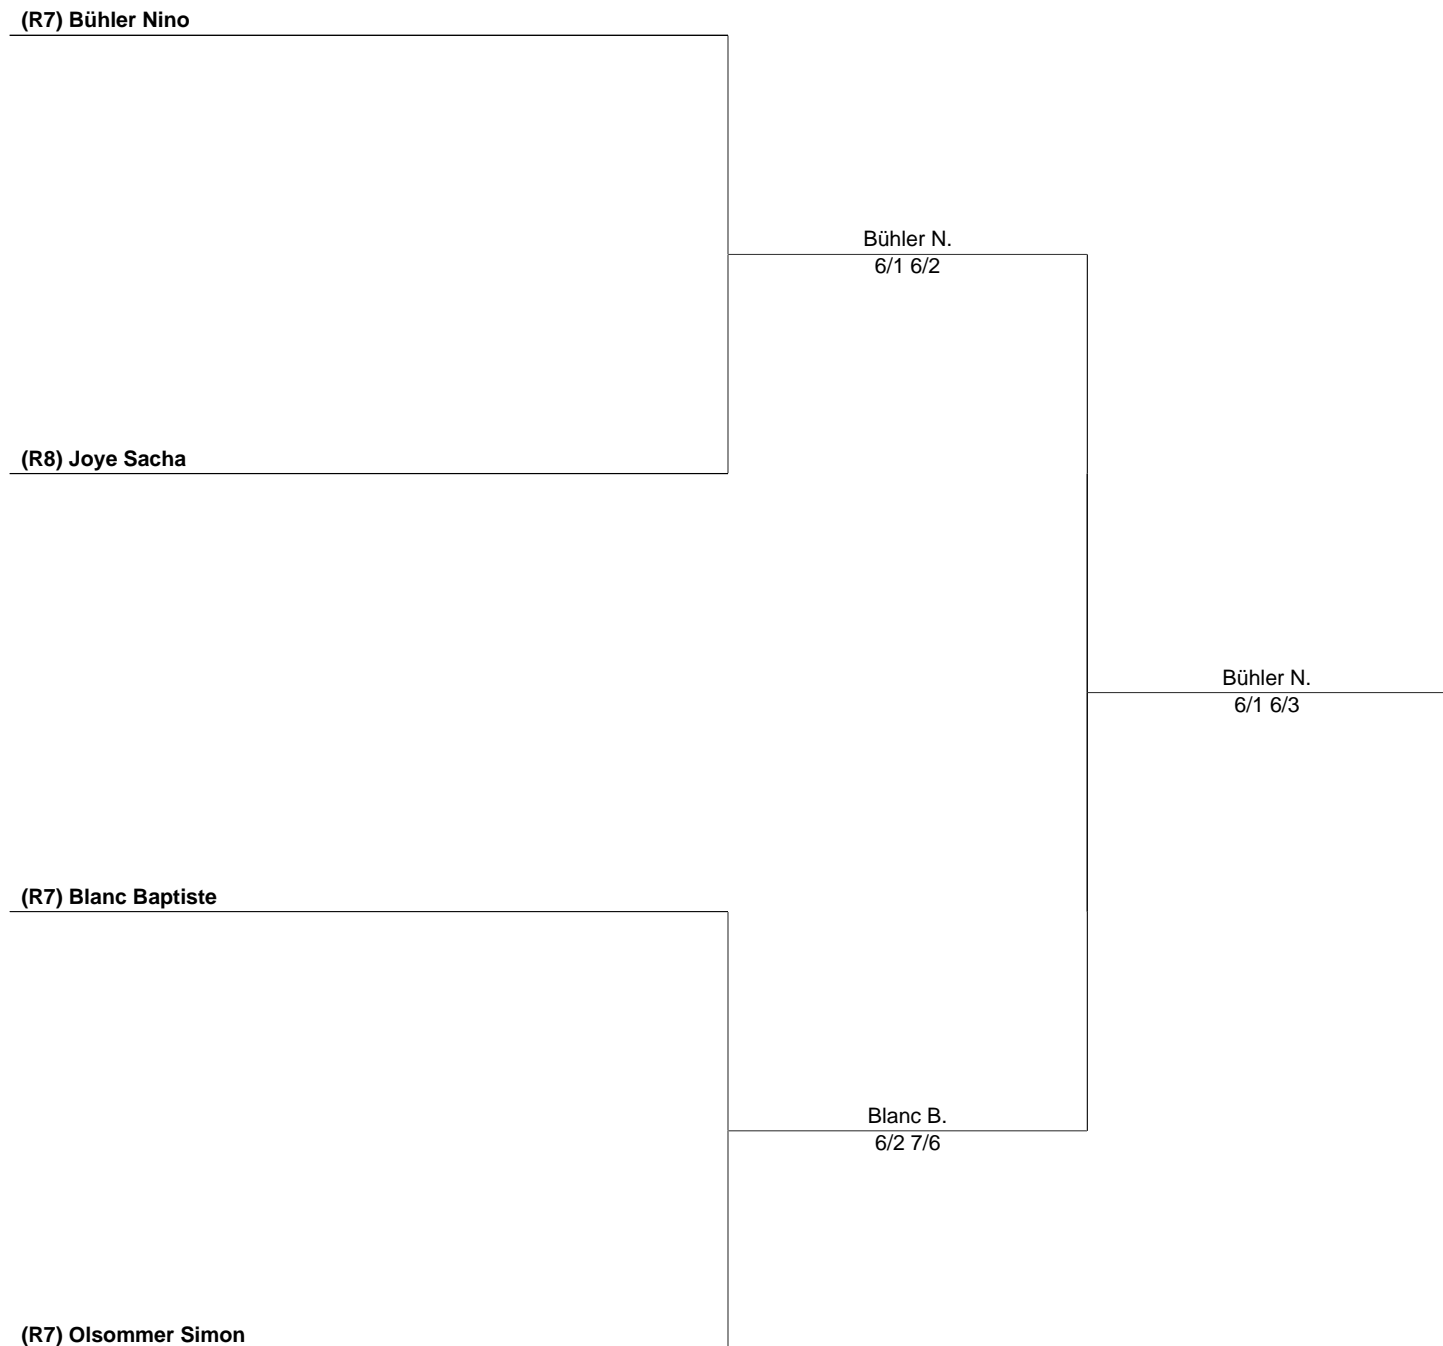 (R7) Bühler Nino
Bühler N.
6/1 6/2
(R8) Joye Sacha
Bühler N.
6/1 6/3
(R7) Blanc Baptiste
Blanc B.
6/2 7/6
(R7) Olsommer Simon